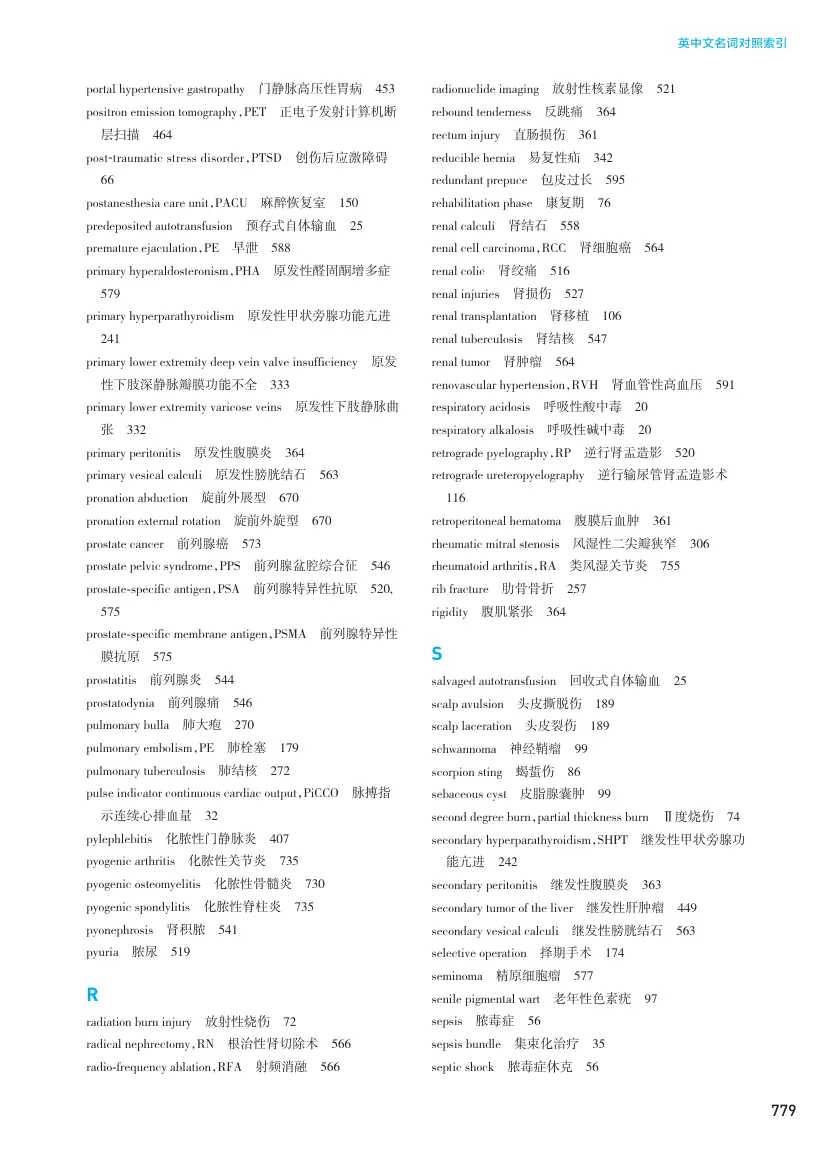 英中文名词对照索引
portal hypertensive gastropathy 门静脉高压性胃病 453
positron emission tomography,PET 正电子发射计算机断
层扫描 464
post-traumatic stress disorder,PTSD 创伤后应激障碍
66
postanesthesia care unit,PACU 麻醉恢复室 150
predeposited autotransfusion 预存式自体输血 25
premature ejaculation,PE 早泄 588
primary hyperaldosteronism,PHA 原发性醛固酮增多症
579
primary hyperparathyroidism 原发性甲状旁腺功能亢进
241
primary lower extremity deep vein valve insufficiency 原发
性下肢深静脉瓣膜功能不全 333
primary lower extremity varicose veins 原发性下肢静脉曲
张 332
primary peritonitis 原发性腹膜炎 364
primary vesical calculi 原发性膀胱结石 563
pronation abduction 旋前外展型 670
pronation external rotation 旋前外旋型 670
prostate cancer 前列腺癌 573
prostate pelvic syndrome,PPS 前列腺盆腔综合征 546
prostate-specific antigen,PSA 前列腺特异性抗原 520,
575
prostate-specific membrane antigen,PSMA 前列腺特异性
膜抗原 575
prostatitis 前列腺炎 544
prostatodynia 前列腺痛 546
pulmonary bulla 肺大疱 270
pulmonary embolism,PE 肺栓塞 179
pulmonary tuberculosis 肺结核 272
pulse indicator continuous cardiac output,PiCCO 脉搏指
示连续心排血量 32
pylephlebitis 化脓性门静脉炎 407
pyogenic arthritis 化脓性关节炎 735
pyogenic osteomyelitis 化脓性骨髓炎 730
pyogenic spondylitis 化脓性脊柱炎 735
pyonephrosis 肾积脓 541
pyuria 脓尿 519
R
radiation burn injury 放射性烧伤 72
radical nephrectomy,RN 根治性肾切除术 566
radio-frequency ablation,RFA 射频消融 566
radionuclide imaging 放射性核素显像 521
rebound tenderness 反跳痛 364
rectum injury 直肠损伤 361
reducible hernia 易复性疝 342
redundant prepuce 包皮过长 595
rehabilitation phase 康复期 76
renal calculi 肾结石 558
renal cell carcinoma,RCC 肾细胞癌 564
renal colic 肾绞痛 516
renal injuries 肾损伤 527
renal transplantation 肾移植 106
renal tuberculosis 肾结核 547
renal tumor 肾肿瘤 564
renovascular hypertension,RVH 肾血管性高血压 591
respiratory acidosis 呼吸性酸中毒 20
respiratory alkalosis 呼吸性碱中毒 20
retrograde pyelography,RP 逆行肾盂造影 520
retrograde ureteropyelography 逆行输尿管肾盂造影术
116
retroperitoneal hematoma 腹膜后血肿 361
rheumatic mitral stenosis 风湿性二尖瓣狭窄 306
rheumatoid arthritis,RA 类风湿关节炎 755
rib fracture 肋骨骨折 257
rigidity 腹肌紧张 364
S
salvaged autotransfusion 回收式自体输血 25
scalp avulsion 头皮撕脱伤 189
scalp laceration 头皮裂伤 189
schwannoma 神经鞘瘤 99
scorpion sting 蝎蜇伤 86
sebaceous cyst 皮脂腺囊肿 99
second degree burn,partial thickness burn Ⅱ度烧伤 74
secondary hyperparathyroidism,SHPT 继发性甲状旁腺功
能亢进 242
secondary peritonitis 继发性腹膜炎 363
secondary tumor of the liver 继发性肝肿瘤 449
secondary vesical calculi 继发性膀胱结石 563
selective operation 择期手术 174
seminoma 精原细胞瘤 577
senile pigmental wart 老年性色素疣 97
sepsis 脓毒症 56
sepsis bundle 集束化治疗 35
septic shock 脓毒症休克 56
779